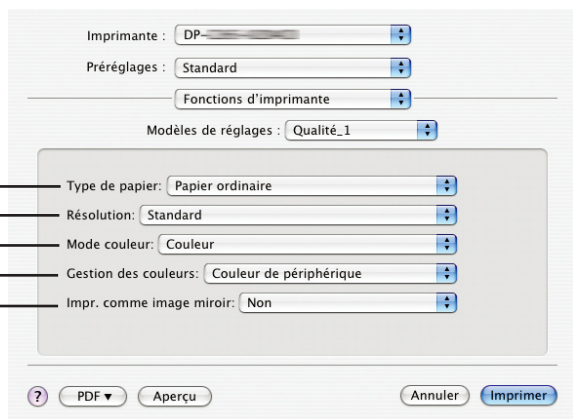 Imprimante : DP-
Préréglages : Standard
Fonctions d'imprimante
Modèles de réglages : Qualité_1
Type de papier: Papier ordinaire
Résolution: Standard
Mode couleur: Couleur
Gestion des couleurs: Couleur de périphérique
Impr. comme image miroir: Non
? PDF ▼ Aperçu Annuler Imprimer